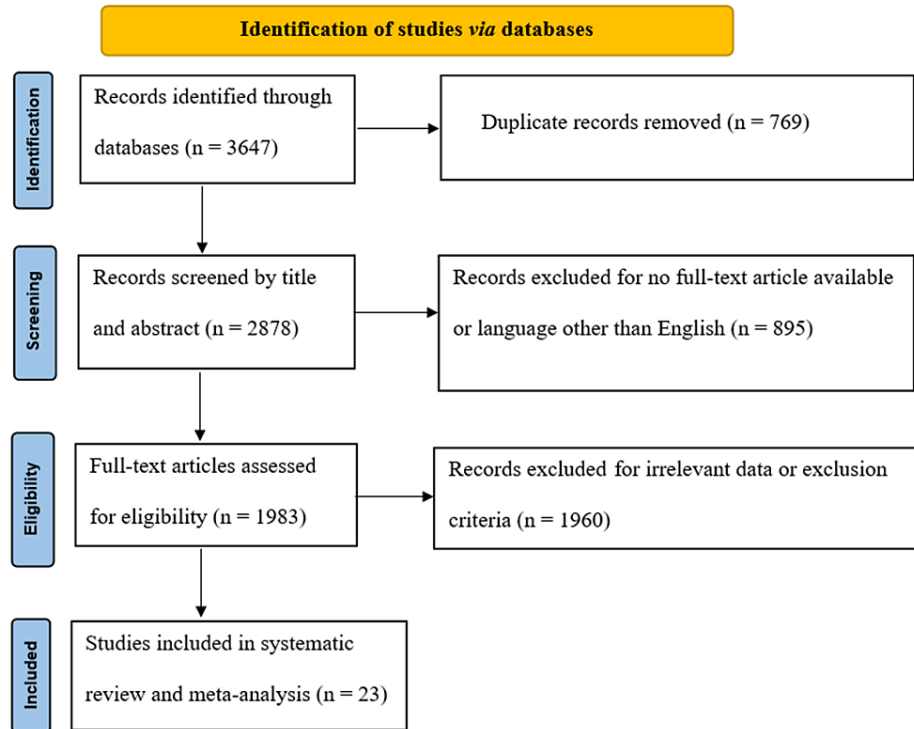 Identification of studies via databases
Identification
Records identified through
databases (n = 3647)
Duplicate records removed (n = 769)
Screening
Records screened by title
and abstract (n = 2878)
Records excluded for no full-text article available
or language other than English (n = 895)
Eligibility
Full-text articles assessed
for eligibility (n = 1983)
Records excluded for irrelevant data or exclusion
criteria (n = 1960)
Included
Studies included in systematic
review and meta-analysis (n = 23)